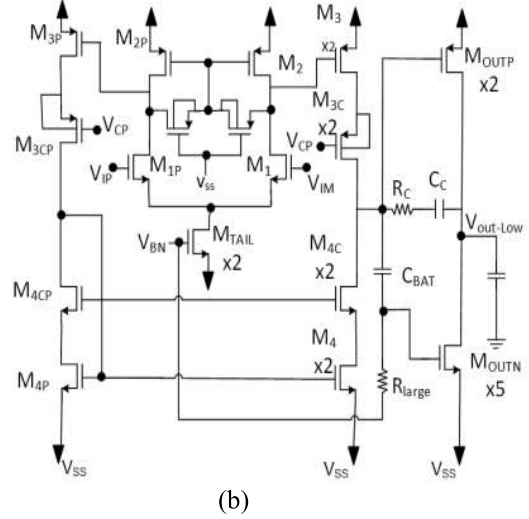 M3P
M2P
M2
M3
x2
MOUTP
x2
M3C
x2
M3CP
VCP
VCP
VIP
M1P
vss
M1
VIM
RC
CC
Vout-Low
VBN
MTAIL
x2
M4C
x2
CBAT
M4CP
M4
x2
M4P
Rlarge
MOUTN
x5
VSS
VSS
VSS
(b)